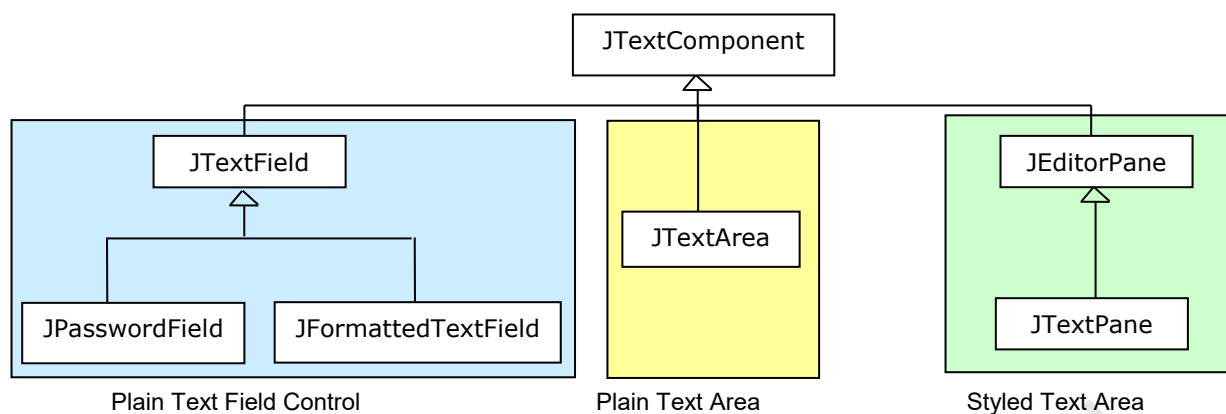 JTextComponent
JTextField
JEditorPane
JTextArea
JPasswordField
JFormattedTextField
JTextPane
Plain Text Field Control
Plain Text Area
Styled Text Area